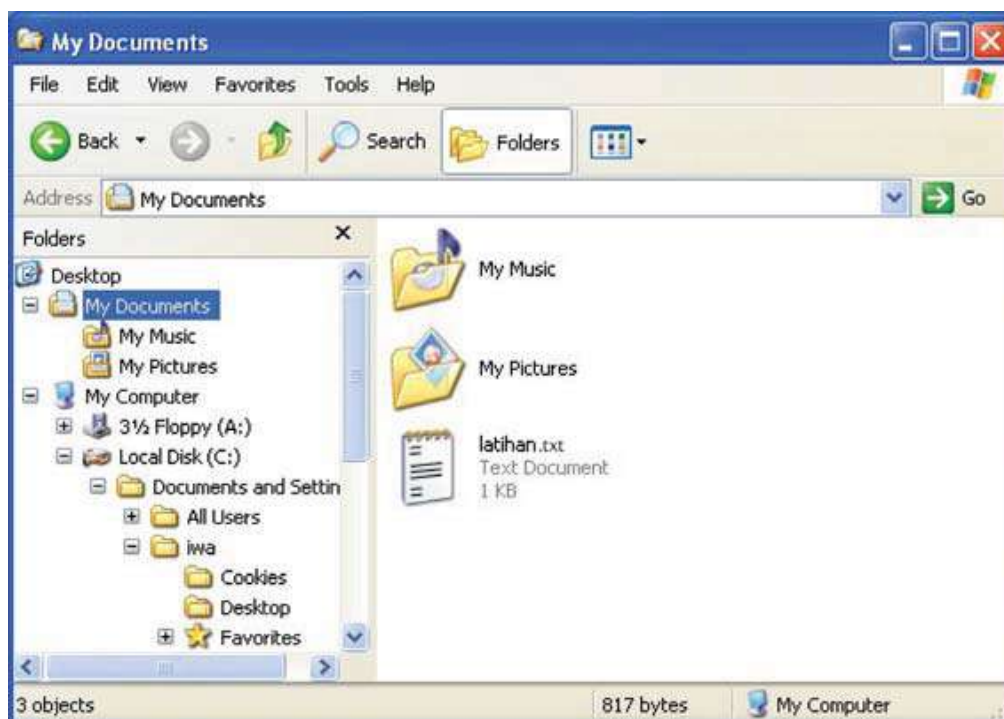 My Documents
File Edit View Favorites Tools Help
Back Search Folders
Address My Documents Go
Folders
Desktop
My Documents
My Music
My Pictures
My Computer
3½ Floppy (A:)
Local Disk (C:)
Documents and Settin
All Users
iwa
Cookies
Desktop
Favorites
My Music
My Pictures
latihan.txt
Text Document
1 KB
3 objects 817 bytes My Computer